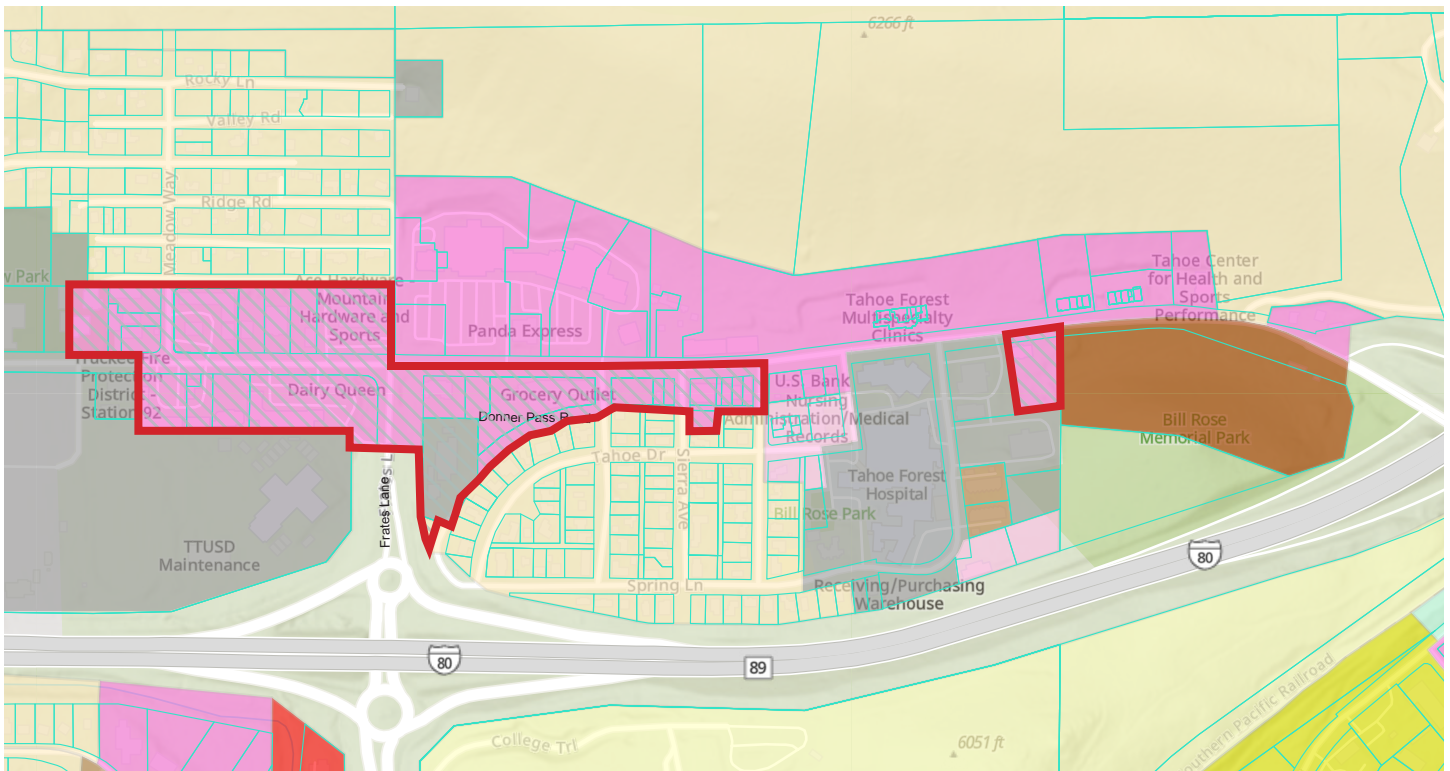 6266 ft
Rocky Ln
Valley Rd
Meadow Way
Ridge Rd
w Park
Ace Hardware -
Mountain
Hardware and
Sports
Panda Express
Tahoe Forest
Multispecialty
Clinics
Tahoe Center
for Health and
Sports
Performance
Truckee Fire
Protection
District -
Station 92
Dairy Queen
Grocery Outlet
Donner Pass R
U.S. Bank
Nursing
Administration/Medical
Records
Bill Rose
Memorial Park
Tahoe Dr
Sierra Ave
Frates Lane
Tahoe Forest
Hospital
Bill Rose Park
TTUSD
Maintenance
Spring Ln
Receiving/Purchasing
Warehouse
80
80
89
College Trl
6051 ft
outhern Pacific Railroad